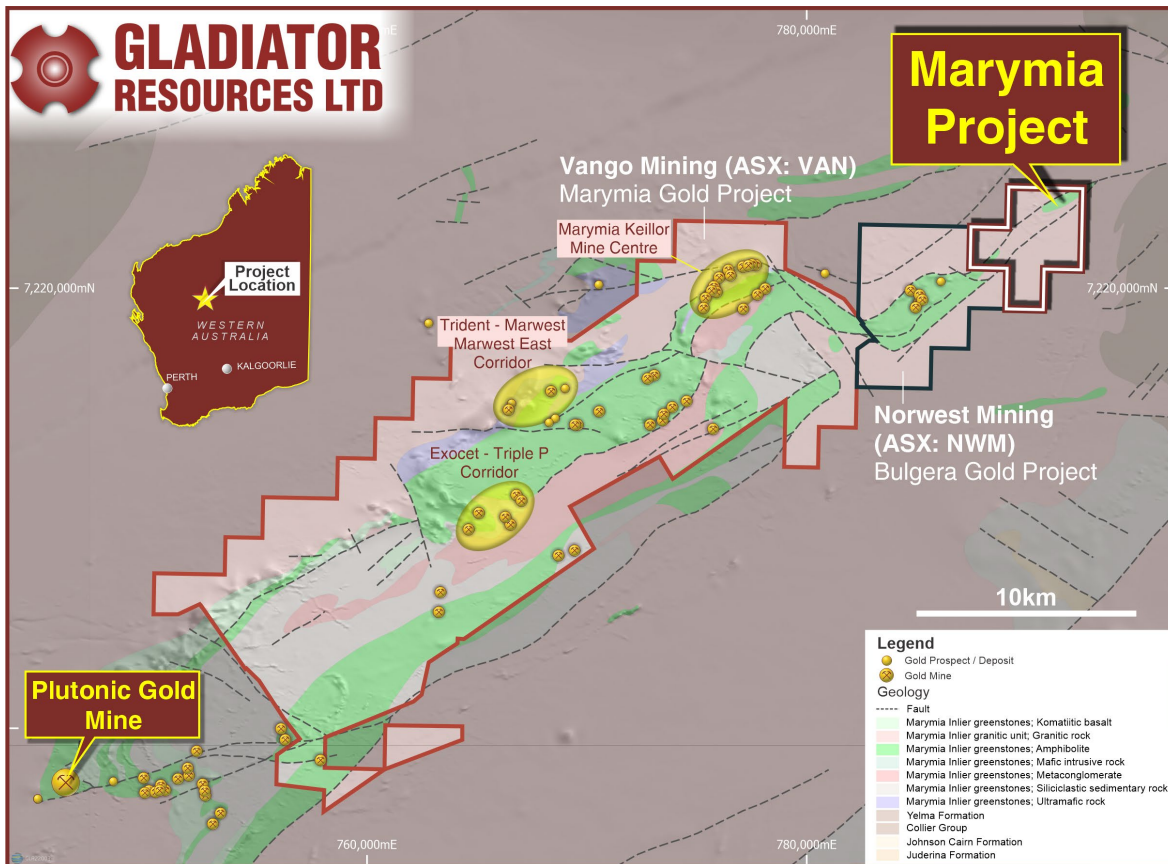 GLADIATOR
RESOURCES LTD
780,000mE
Marymia
Project
Vango Mining (ASX: VAN)
Marymia Gold Project
Marymia Keillor
Mine Centre
7,220,000mN
7,220,000mN
Project
Location
WESTERN
AUSTRALIA
KALGOORLIE
PERTH
Trident - Marwest
Marwest East
Corridor
Norwest Mining
(ASX: NWM)
Bulgera Gold Project
Exocet - Triple P
Corridor
10km
Plutonic Gold
Mine
Legend
Gold Prospect / Deposit
Gold Mine
Geology
Fault
Marymia Inlier greenstones; Komatiitic basalt
Marymia Inlier granitic unit; Granitic rock
Marymia Inlier greenstones; Amphibolite
Marymia Inlier greenstones; Mafic intrusive rock
Marymia Inlier greenstones; Metaconglomerate
Marymia Inlier greenstones; Siliciclastic sedimentary rock
Marymia Inlier greenstones; Ultramafic rock
Yelma Formation
Collier Group
Johnson Cairn Formation
Juderina Formation
760,000mE
780,000mE